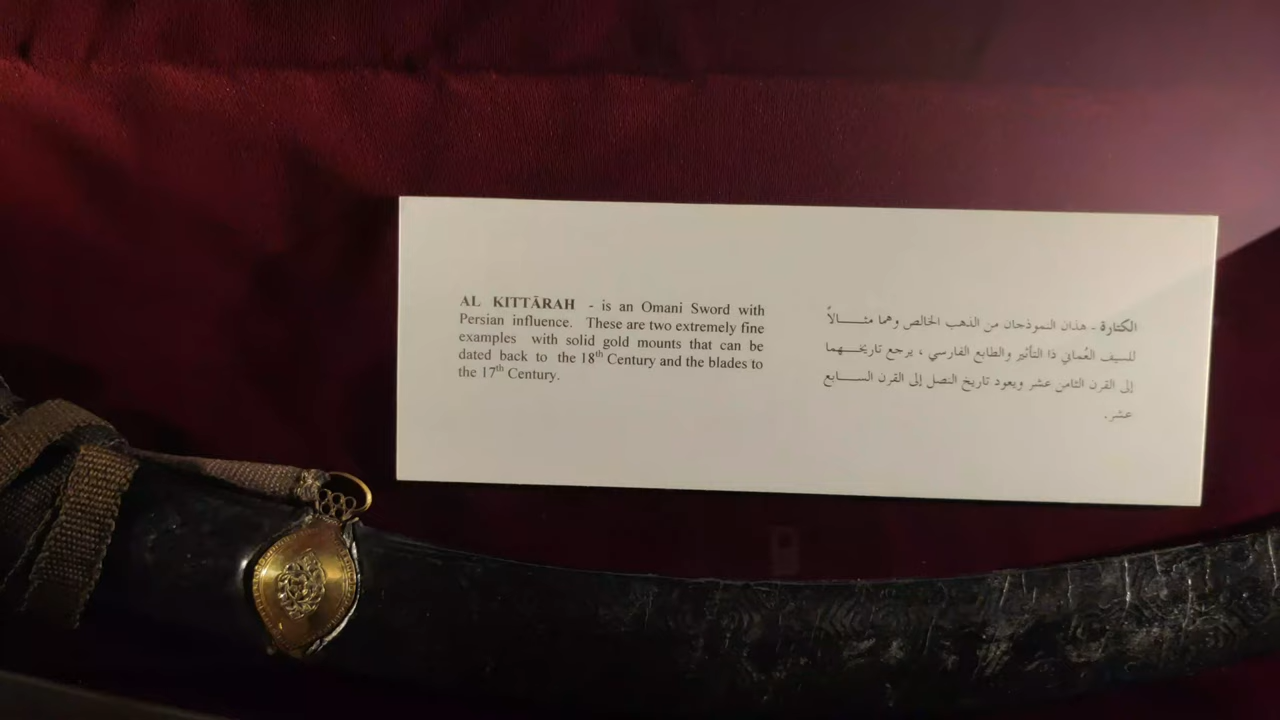 AL KITTĀRAH - is an Omani Sword with
Persian influence. These are two extremely fine
examples with solid gold mounts that can be
dated back to the 18th Century and the blades to
the 17th Century.
الكتارة - هذان النموذجان من الذهب الخالص وهما مثـــالاً
للسيف العُماني ذا التأثير والطابع الفارسي ، يرجع تاريخـــهما
إلى القرن الثامن عشر ويعود تاريخ النصل إلى القرن الســـابع
عشر.